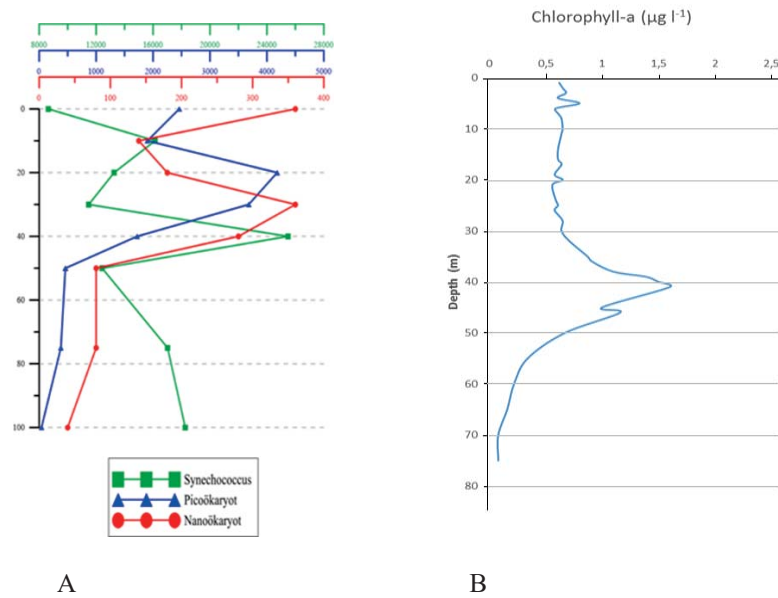 8000 12000 16000 20000 24000 28000
0 1000 2000 3000 4000 5000
0 100 200 300 400
0
20
40
60
80
100
Synechococcus
Picoökaryot
Nanoökaryot
A
Chlorophyll-a (µg l⁻¹)
0 0,5 1 1,5 2 2,5
0
10
20
30
40
50
60
70
80
Depth (m)
B